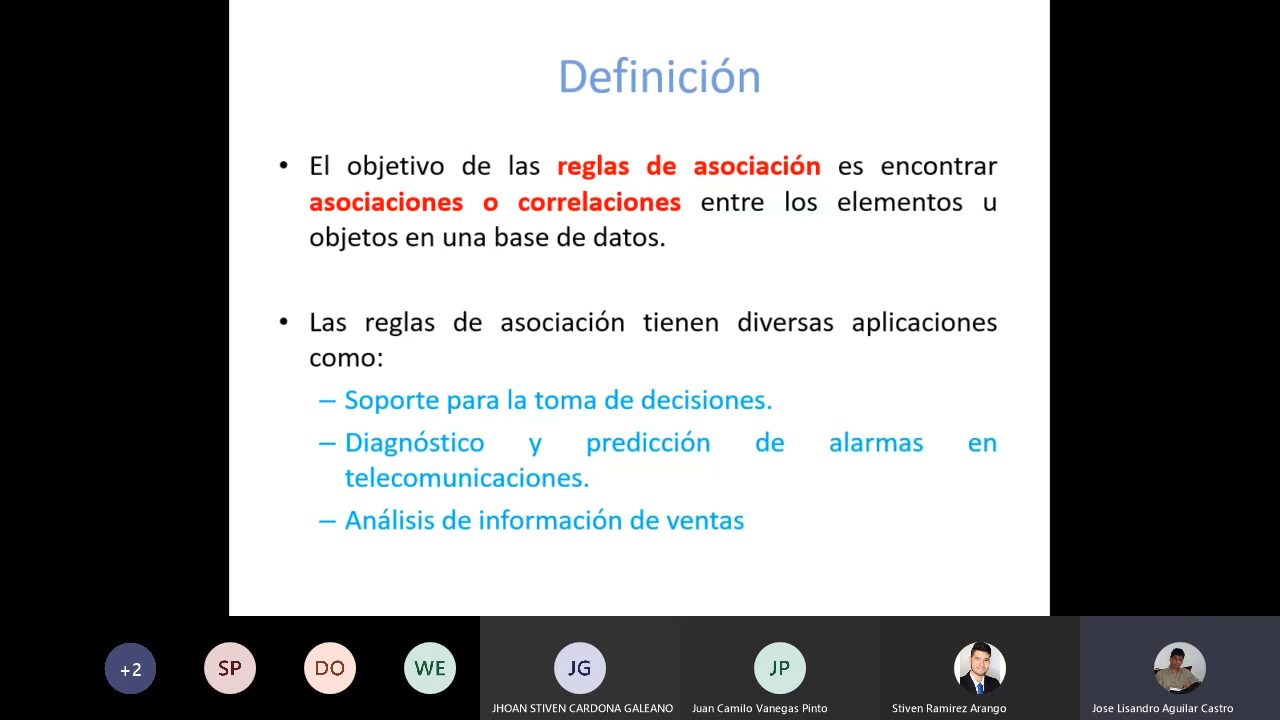 Definición
• El objetivo de las reglas de asociación es encontrar
asociaciones o correlaciones entre los elementos u
objetos en una base de datos.
• Las reglas de asociación tienen diversas aplicaciones
como:
– Soporte para la toma de decisiones.
– Diagnóstico y predicción de alarmas en
telecomunicaciones.
– Análisis de información de ventas
+2
SP
DO
WE
JG
JP
JHOAN STIVEN CARDONA GALEANO
Juan Camilo Vanegas Pinto
Stiven Ramirez Arango
Jose Lisandro Aguilar Castro